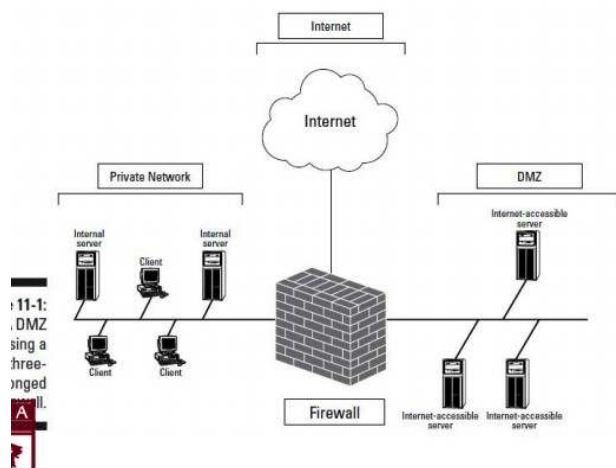 Internet
Internet
Private Network
DMZ
Internal
server
Client
Internal
server
Client
Client
Internet-accessible
server
Internet-accessible
server
Internet-accessible
server
Firewall
11-1:
DMZ
sing a
three-
onged
ll.
A